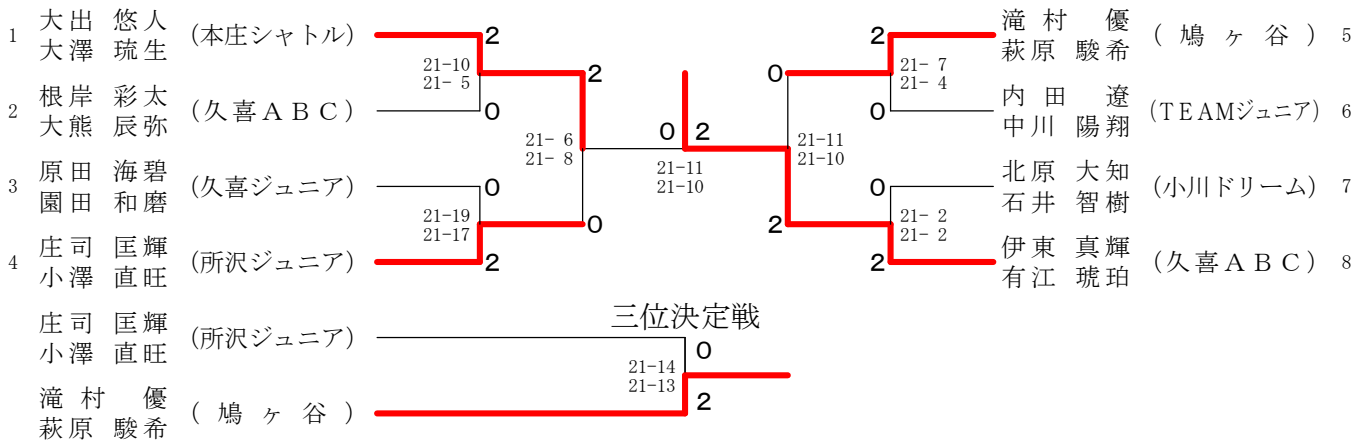 1 大出 悠人 大澤 琉生 (本庄シャトル) 2
21-10
21- 5
2 根岸 彩太 大熊 辰弥 (久喜ＡＢＣ) 0
2
21- 6
21- 8
3 原田 海碧 園田 和磨 (久喜ジュニア) 0
21-19
21-17
0
4 庄司 匡輝 小澤 直旺 (所沢ジュニア) 2
0 2
21-11
21-10
2 滝村 優 萩原 駿希 (鳩ヶ谷) 5
21- 7
21- 4
0
0 内田 遼 中川 陽翔 (TEAMジュニア) 6
21-11
21-10
0 北原 大知 石井 智樹 (小川ドリーム) 7
21- 2
21- 2
2
2 伊東 真輝 有江 琥珀 (久喜ＡＢＣ) 8
三位決定戦
庄司 匡輝 小澤 直旺 (所沢ジュニア) 0
21-14
21-13
滝村 優 萩原 駿希 (鳩ヶ谷) 2